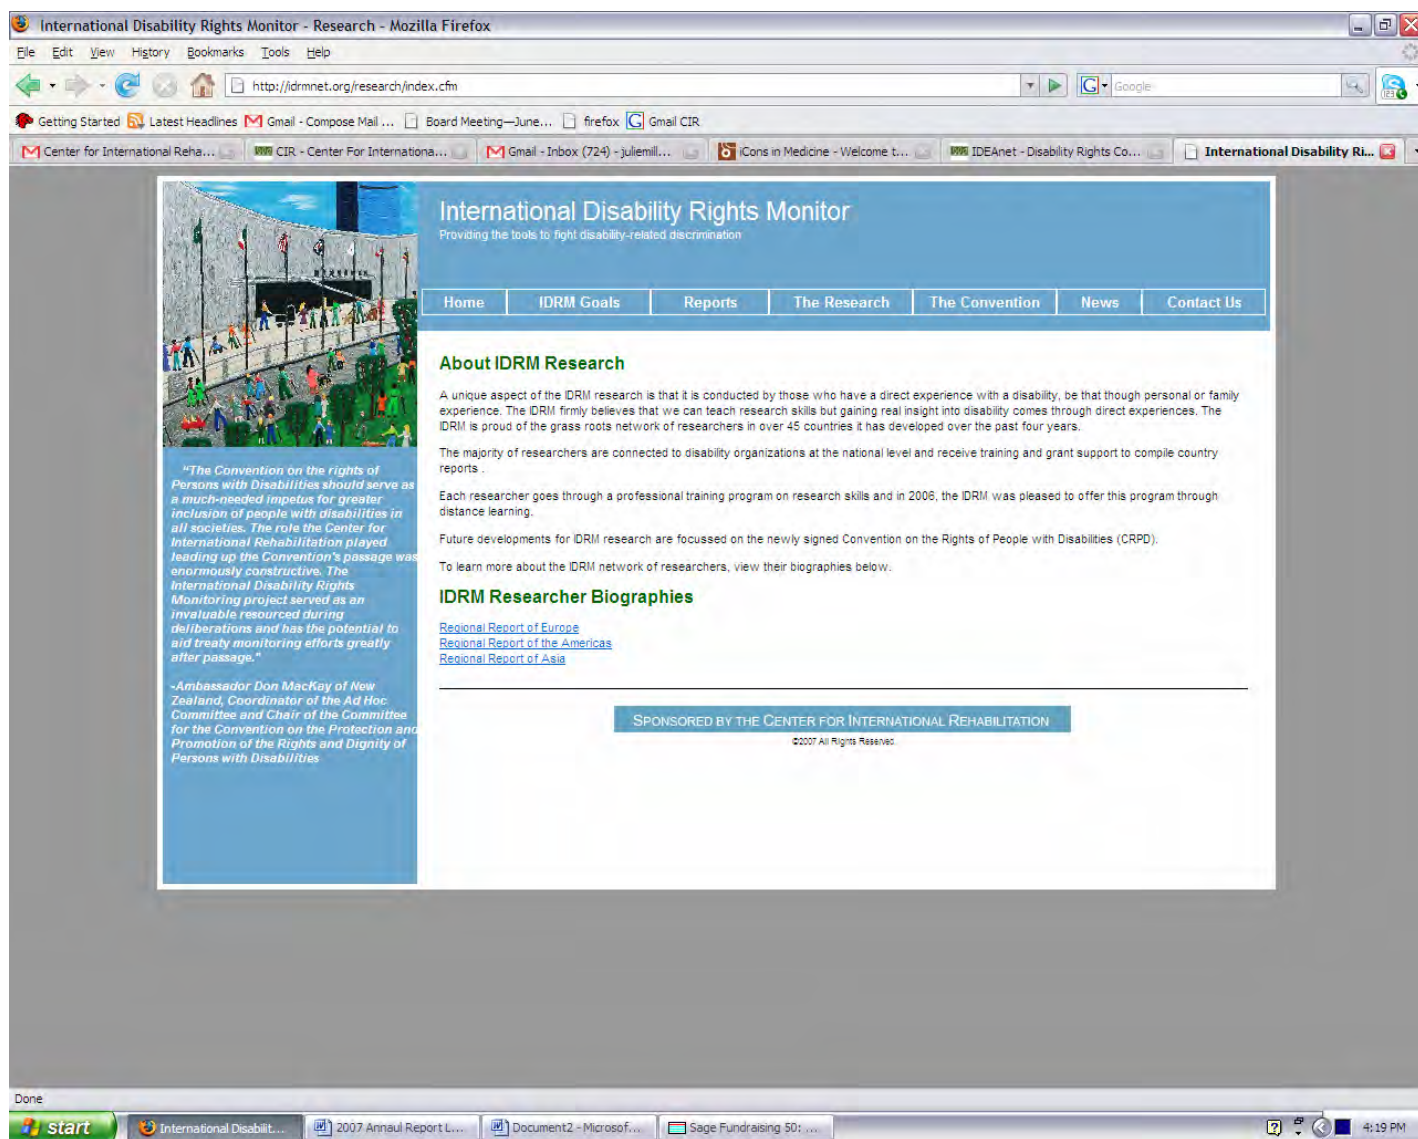 International Disability Rights Monitor - Research - Mozilla Firefox
File Edit View History Bookmarks Tools Help
http://idrmnet.org/research/index.cfm
Google
Getting Started Latest Headlines Gmail - Compose Mail ... Board Meeting—June... firefox Gmail CIR
Center for International Reha... CIR - Center For Internationa... Gmail - Inbox (724) - juliemill... iCons in Medicine - Welcome t... IDEAnet - Disability Rights Co... International Disability Ri...
International Disability Rights Monitor
Providing the tools to fight disability-related discrimination
Home IDRM Goals Reports The Research The Convention News Contact Us
"The Convention on the rights of
Persons with Disabilities should serve as
a much-needed impetus for greater
inclusion of people with disabilities in
all societies. The role the Center for
International Rehabilitation played
leading up the Convention's passage was
enormously constructive. The
International Disability Rights
Monitoring project served as an
invaluable resourced during
deliberations and has the potential to
aid treaty monitoring efforts greatly
after passage."
-Ambassador Don MacKay of New
Zealand, Coordinator of the Ad Hoc
Committee and Chair of the Committee
for the Convention on the Protection and
Promotion of the Rights and Dignity of
Persons with Disabilities
About IDRM Research
A unique aspect of the IDRM research is that it is conducted by those who have a direct experience with a disability, be that though personal or family
experience. The IDRM firmly believes that we can teach research skills but gaining real insight into disability comes through direct experiences. The
IDRM is proud of the grass roots network of researchers in over 45 countries it has developed over the past four years.
The majority of researchers are connected to disability organizations at the national level and receive training and grant support to compile country
reports .
Each researcher goes through a professional training program on research skills and in 2006, the IDRM was pleased to offer this program through
distance learning.
Future developments for IDRM research are focussed on the newly signed Convention on the Rights of People with Disabilities (CRPD).
To learn more about the IDRM network of researchers, view their biographies below.
IDRM Researcher Biographies
Regional Report of Europe
Regional Report of the Americas
Regional Report of Asia
SPONSORED BY THE CENTER FOR INTERNATIONAL REHABILITATION
©2007 All Rights Reserved
Done
start International Disabilit... 2007 Annaul Report L... Document2 - Microsof... Sage Fundraising 50: ... 4:19 PM